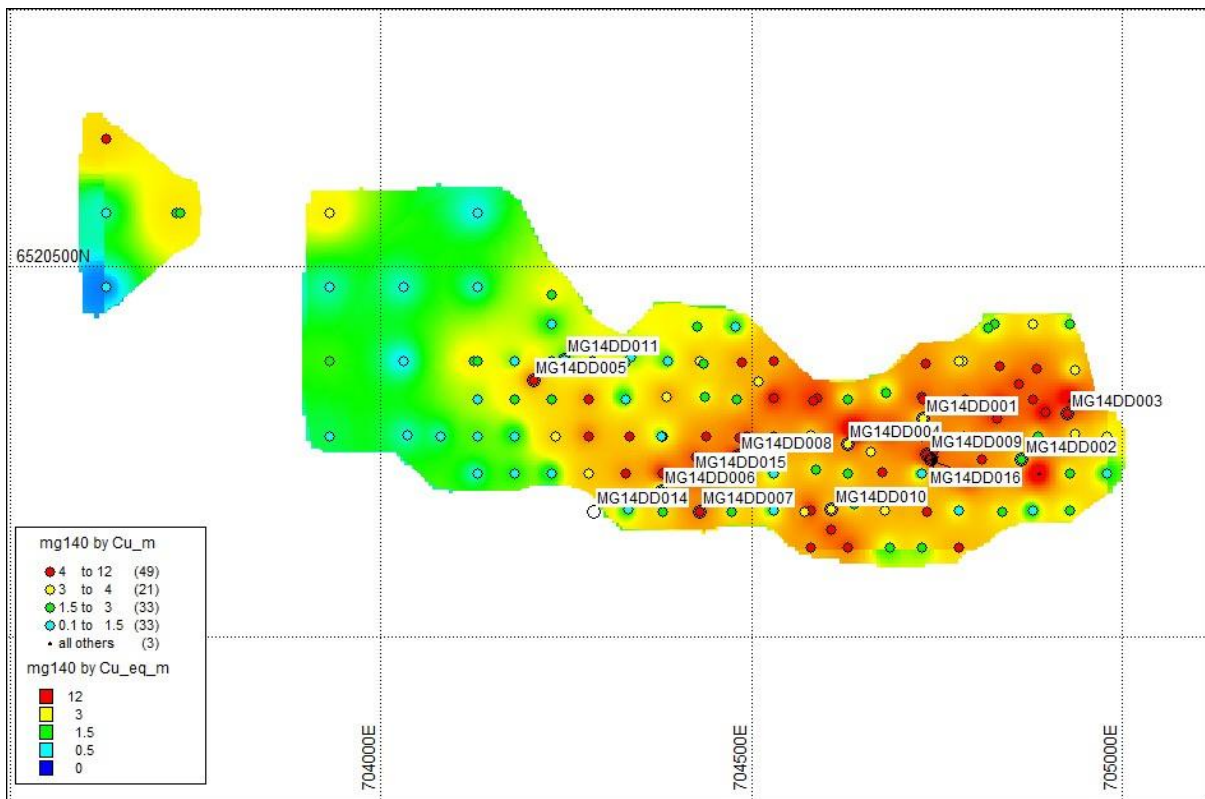 6520500N
MG14DD011
MG14DD005
MG14DD003
MG14DD001
MG14DD004
MG14DD008
MG14DD009
MG14DD002
MG14DD015
MG14DD006
MG14DD016
MG14DD014
MG14DD007
MG14DD010
mg140 by Cu_m
4 to 12 (49)
3 to 4 (21)
1.5 to 3 (33)
0.1 to 1.5 (33)
all others (3)
mg140 by Cu_eq_m
12
3
1.5
0.5
0
704000E
704500E
705000E